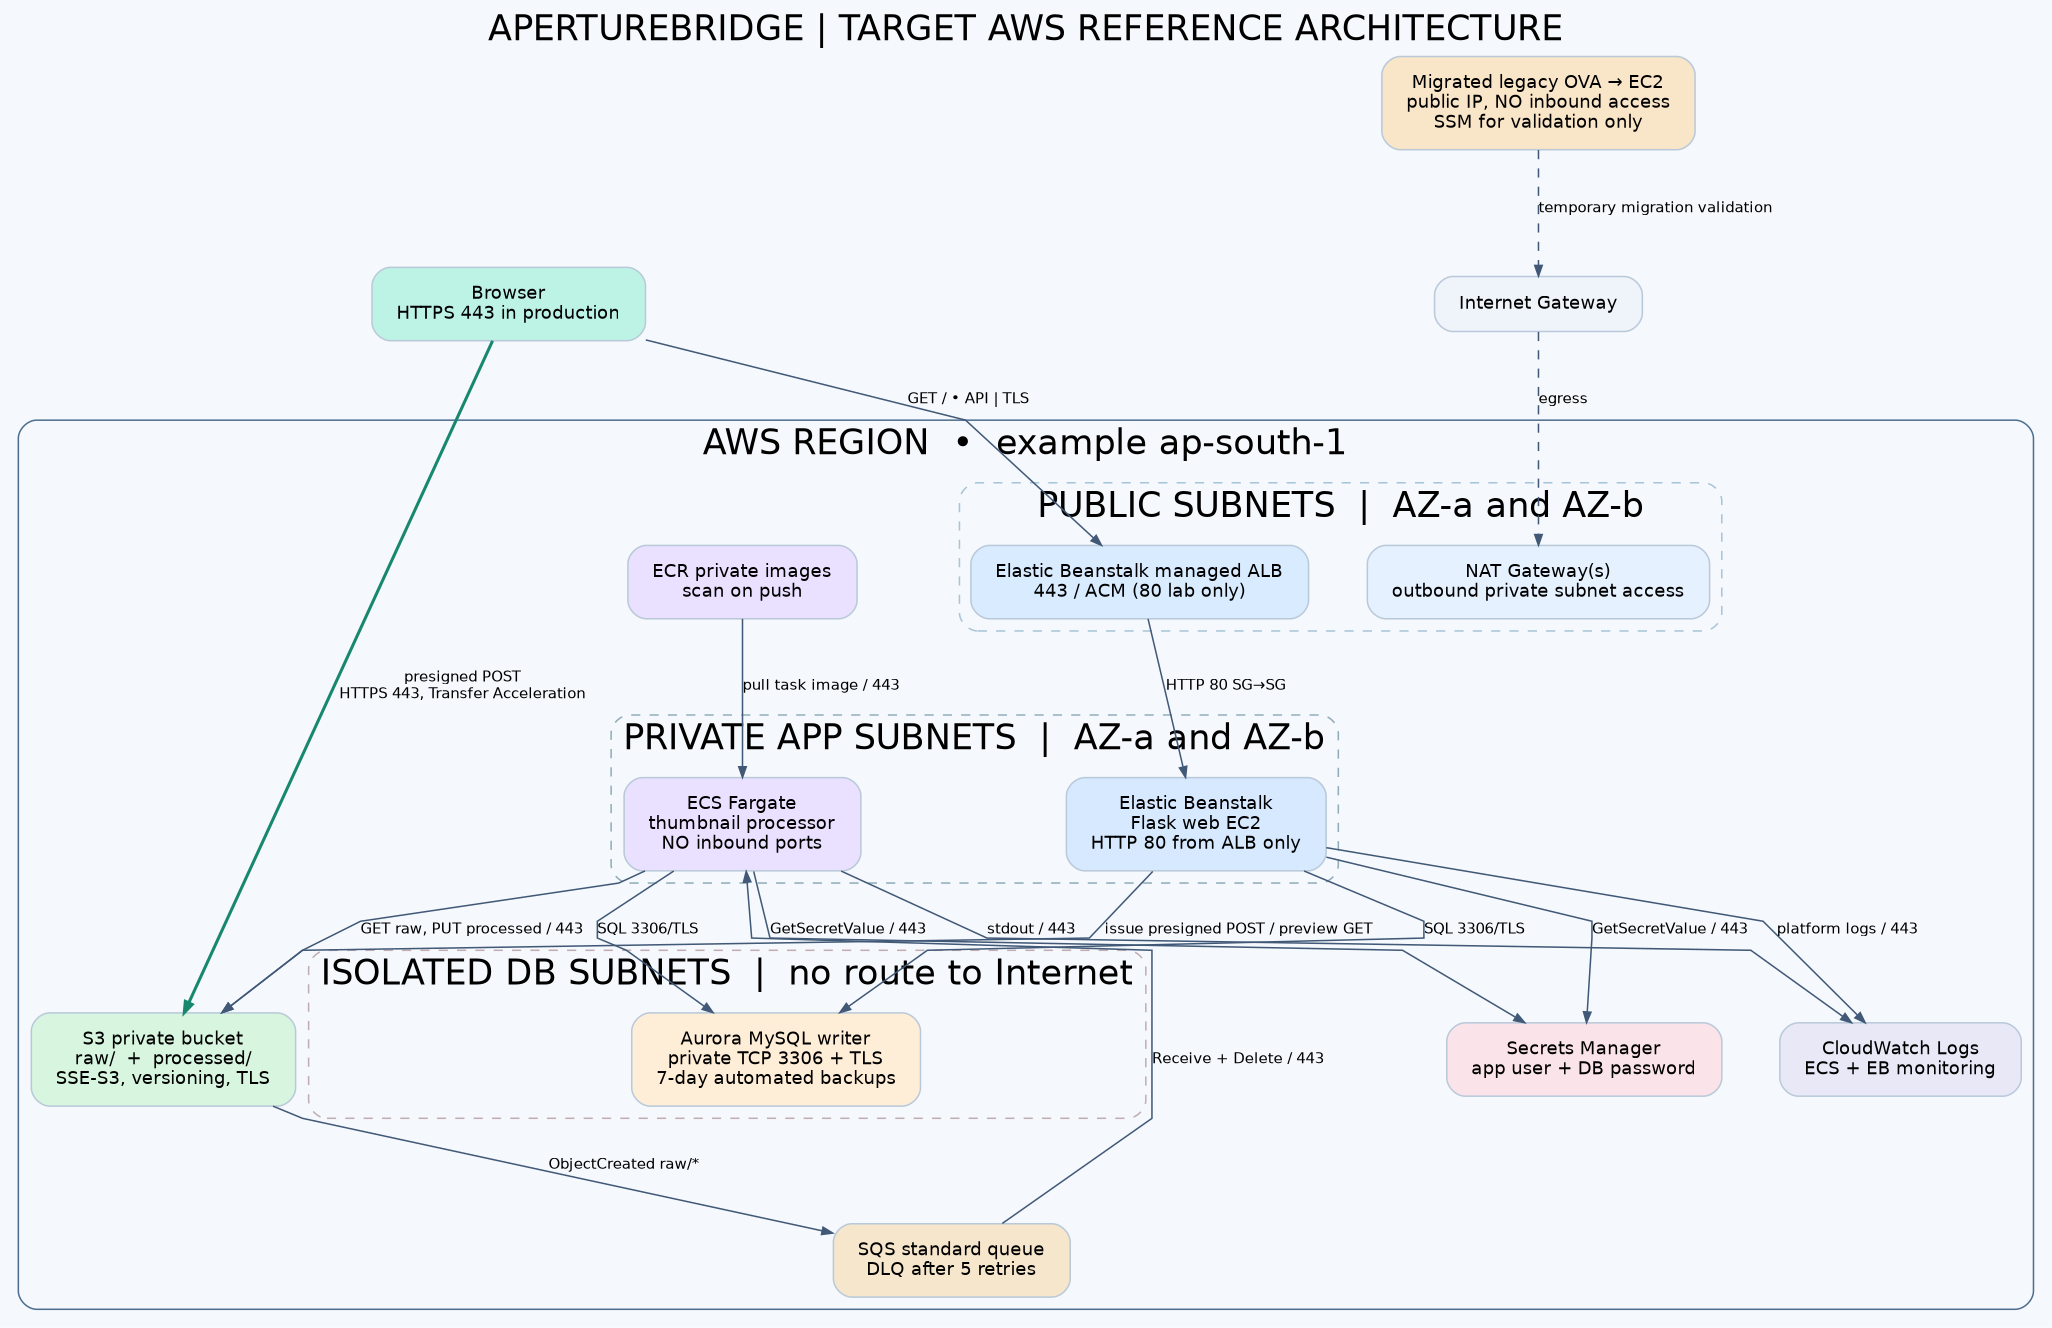 APERTUREBRIDGE | TARGET AWS REFERENCE ARCHITECTURE
Migrated legacy OVA → EC2
public IP, NO inbound access
SSM for validation only
temporary migration validation
Browser
HTTPS 443 in production
Internet Gateway
GET / • API | TLS
egress
AWS REGION • example ap-south-1
PUBLIC SUBNETS | AZ-a and AZ-b
ECR private images
scan on push
Elastic Beanstalk managed ALB
443 / ACM (80 lab only)
NAT Gateway(s)
outbound private subnet access
presigned POST
HTTPS 443, Transfer Acceleration
pull task image / 443
HTTP 80 SG→SG
PRIVATE APP SUBNETS | AZ-a and AZ-b
ECS Fargate
thumbnail processor
NO inbound ports
Elastic Beanstalk
Flask web EC2
HTTP 80 from ALB only
GET raw, PUT processed / 443
SQL 3306/TLS
GetSecretValue / 443
stdout / 443
issue presigned POST / preview GET
SQL 3306/TLS
GetSecretValue / 443
platform logs / 443
ISOLATED DB SUBNETS | no route to Internet
S3 private bucket
raw/ + processed/
SSE-S3, versioning, TLS
Aurora MySQL writer
private TCP 3306 + TLS
7-day automated backups
Receive + Delete / 443
Secrets Manager
app user + DB password
CloudWatch Logs
ECS + EB monitoring
ObjectCreated raw/*
SQS standard queue
DLQ after 5 retries